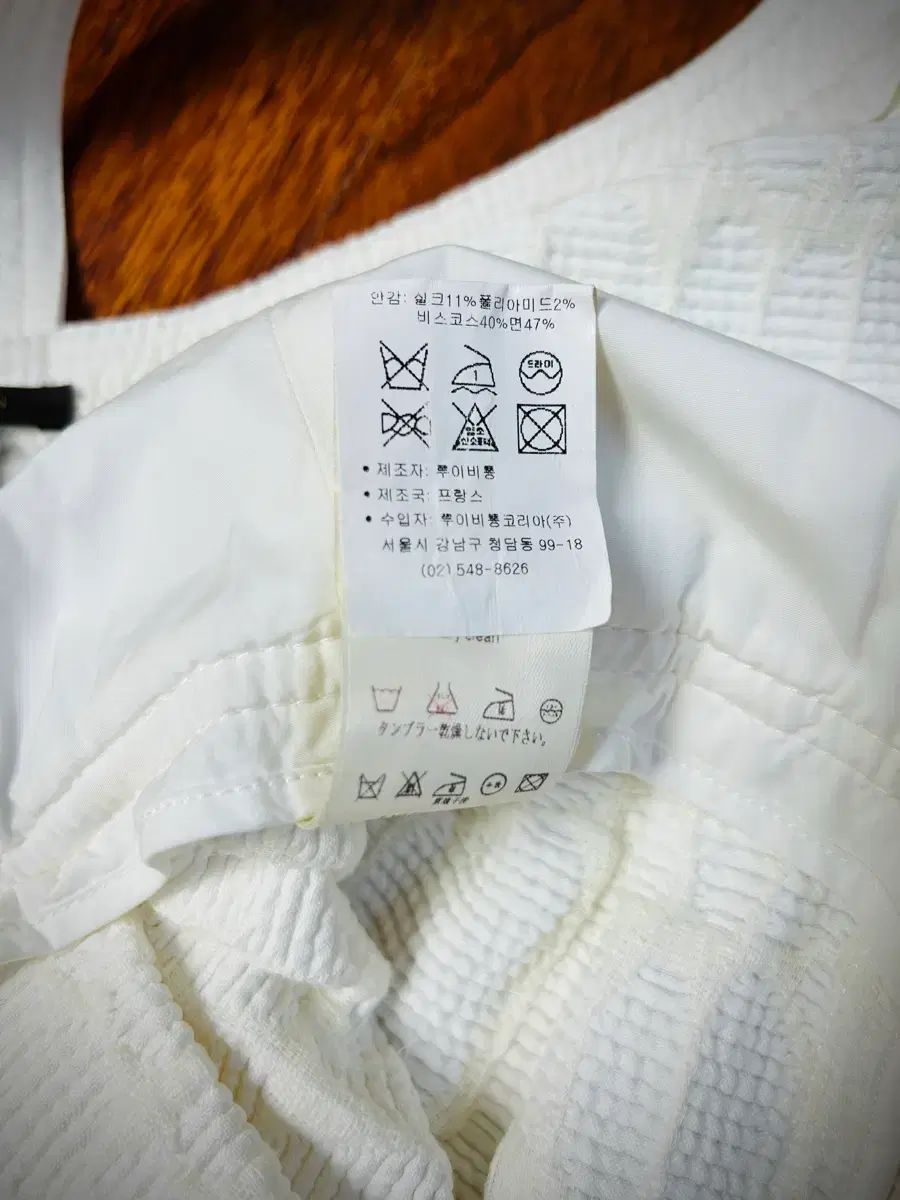 안감: 실크11%폴리아미드2%
비스코스40%면47%
1
드라이
염소
산소표백
• 제조자: 루이비통
• 제조국: 프랑스
• 수입자: 루이비통코리아(주)
서울시 강남구 청담동 99-18
(02) 548-8626
clean
タンブラー乾燥しないで下さい。